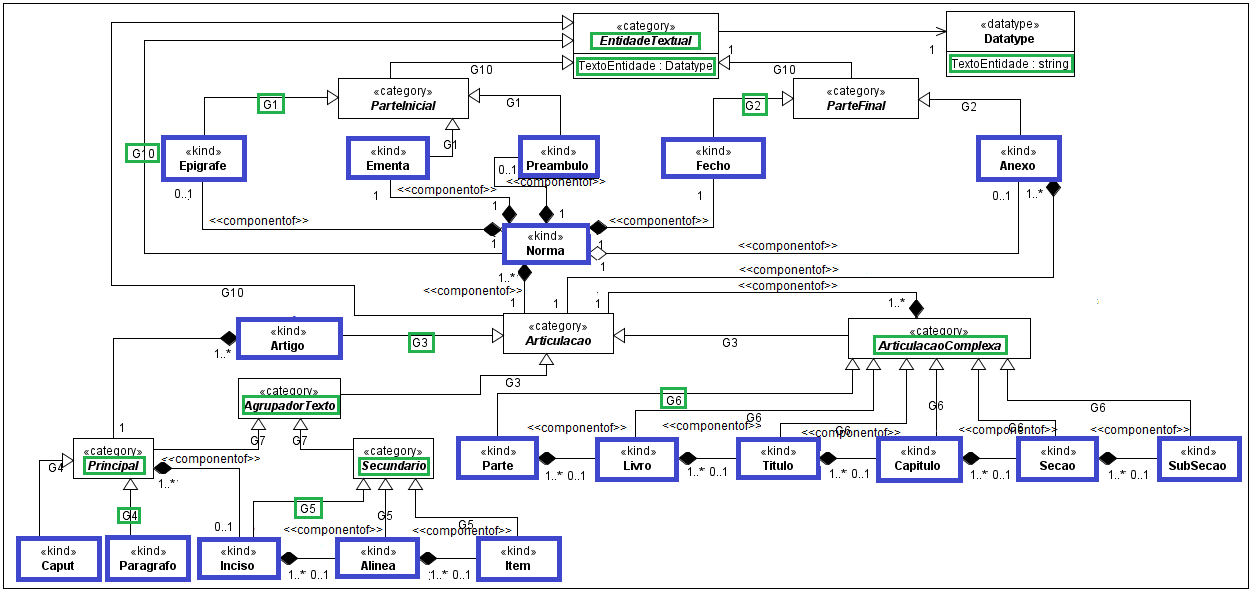 «category»
EntidadeTextual
TextoEntidade : Datatype
1
«datatype»
Datatype
TextoEntidade : string
G10
G10
«category»
ParteInicial
«category»
ParteFinal
G1
G1
G1
G2
G2
G10
«kind»
Epigrafe
«kind»
Ementa
«kind»
Preambulo
0..1
«kind»
Fecho
«kind»
Anexo
0..1
1
<<componentof>>
<<componentof>>
1
0..1
1..*
<<componentof>>
1
1
<<componentof>>
«kind»
Norma
1
1
1
<<componentof>>
1..*
<<componentof>>
<<componentof>>
<<componentof>>
G10
1
1
1
1..*
«kind»
Artigo
1..*
G3
«category»
Articulacao
G3
«category»
ArticulacaoComplexa
G3
«category»
AgrupadorTexto
G6
G6
G6
G6
G6
G6
1
G7
G7
«category»
Principal
G4
<<componentof>>
1..*
«category»
Secundario
<<componentof>>
<<componentof>>
<<componentof>>
<<componentof>>
«kind»
Parte
1..* 0..1
«kind»
Livro
1..* 0..1
«kind»
Titulo
1..* 0..1
«kind»
Capitulo
1..* 0..1
«kind»
Secao
1..* 0..1
«kind»
SubSecao
G4
0..1
G5
G5
G5
<<componentof>>
<<componentof>>
«kind»
Caput
«kind»
Paragrafo
«kind»
Inciso
1..* 0..1
«kind»
Alinea
1..* 0..1
«kind»
Item